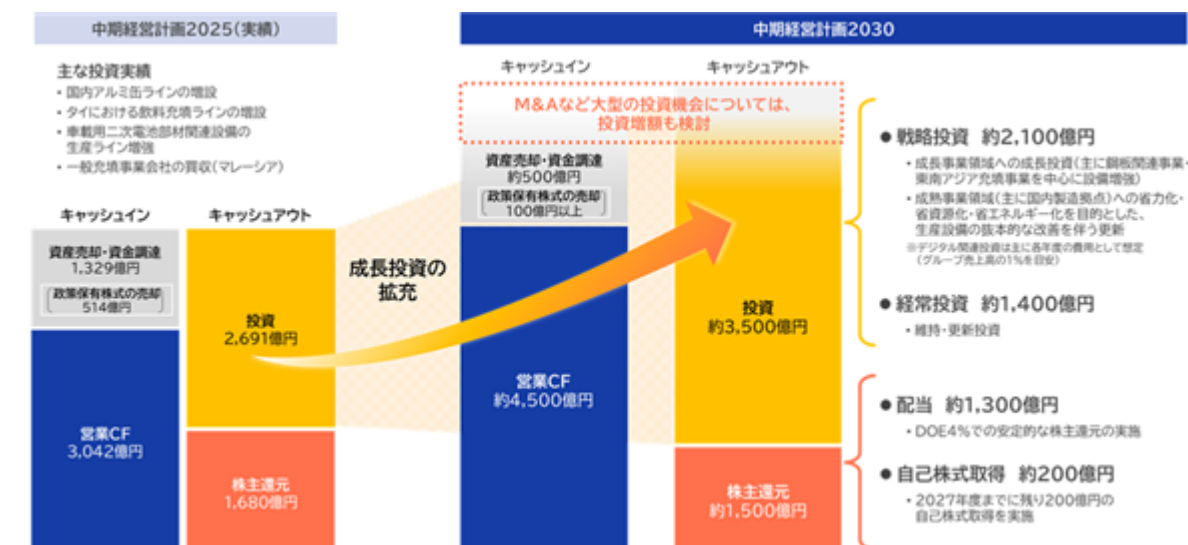 中期経営計画2025(実績)
主な投資実績
・国内アルミ缶ラインの増設
・タイにおける飲料充填ラインの増設
・車載用二次電池部材関連設備の
生産ライン増強
・一般充填事業会社の買収(マレーシア)
キャッシュイン
キャッシュアウト
資産売却・資金調達
1,329億円
政策保有株式の売却
514億円
営業CF
3,042億円
投資
2,691億円
株主還元
1,680億円
成長投資の
拡充
中期経営計画2030
キャッシュイン
キャッシュアウト
M&Aなど大型の投資機会については、
投資増額も検討
資産売却・資金調達
約500億円
政策保有株式の売却
100億円以上
営業CF
約4,500億円
投資
約3,500億円
株主還元
約1,500億円
●戦略投資 約2,100億円
・成長事業領域への成長投資(主に鋼板関連事業・
東南アジア充填事業を中心に設備増強)
・成熟事業領域(主に国内製造拠点)への省力化・
省資源化・省エネルギー化を目的とした、
生産設備の抜本的な改善を伴う更新
※デジタル関連投資は主に各年度の費用として想定
(グループ売上高の1%を目安)
●経常投資 約1,400億円
・維持・更新投資
●配当 約1,300億円
・DOE4%での安定的な株主還元の実施
●自己株式取得 約200億円
・2027年度までに残り200億円の
自己株式取得を実施